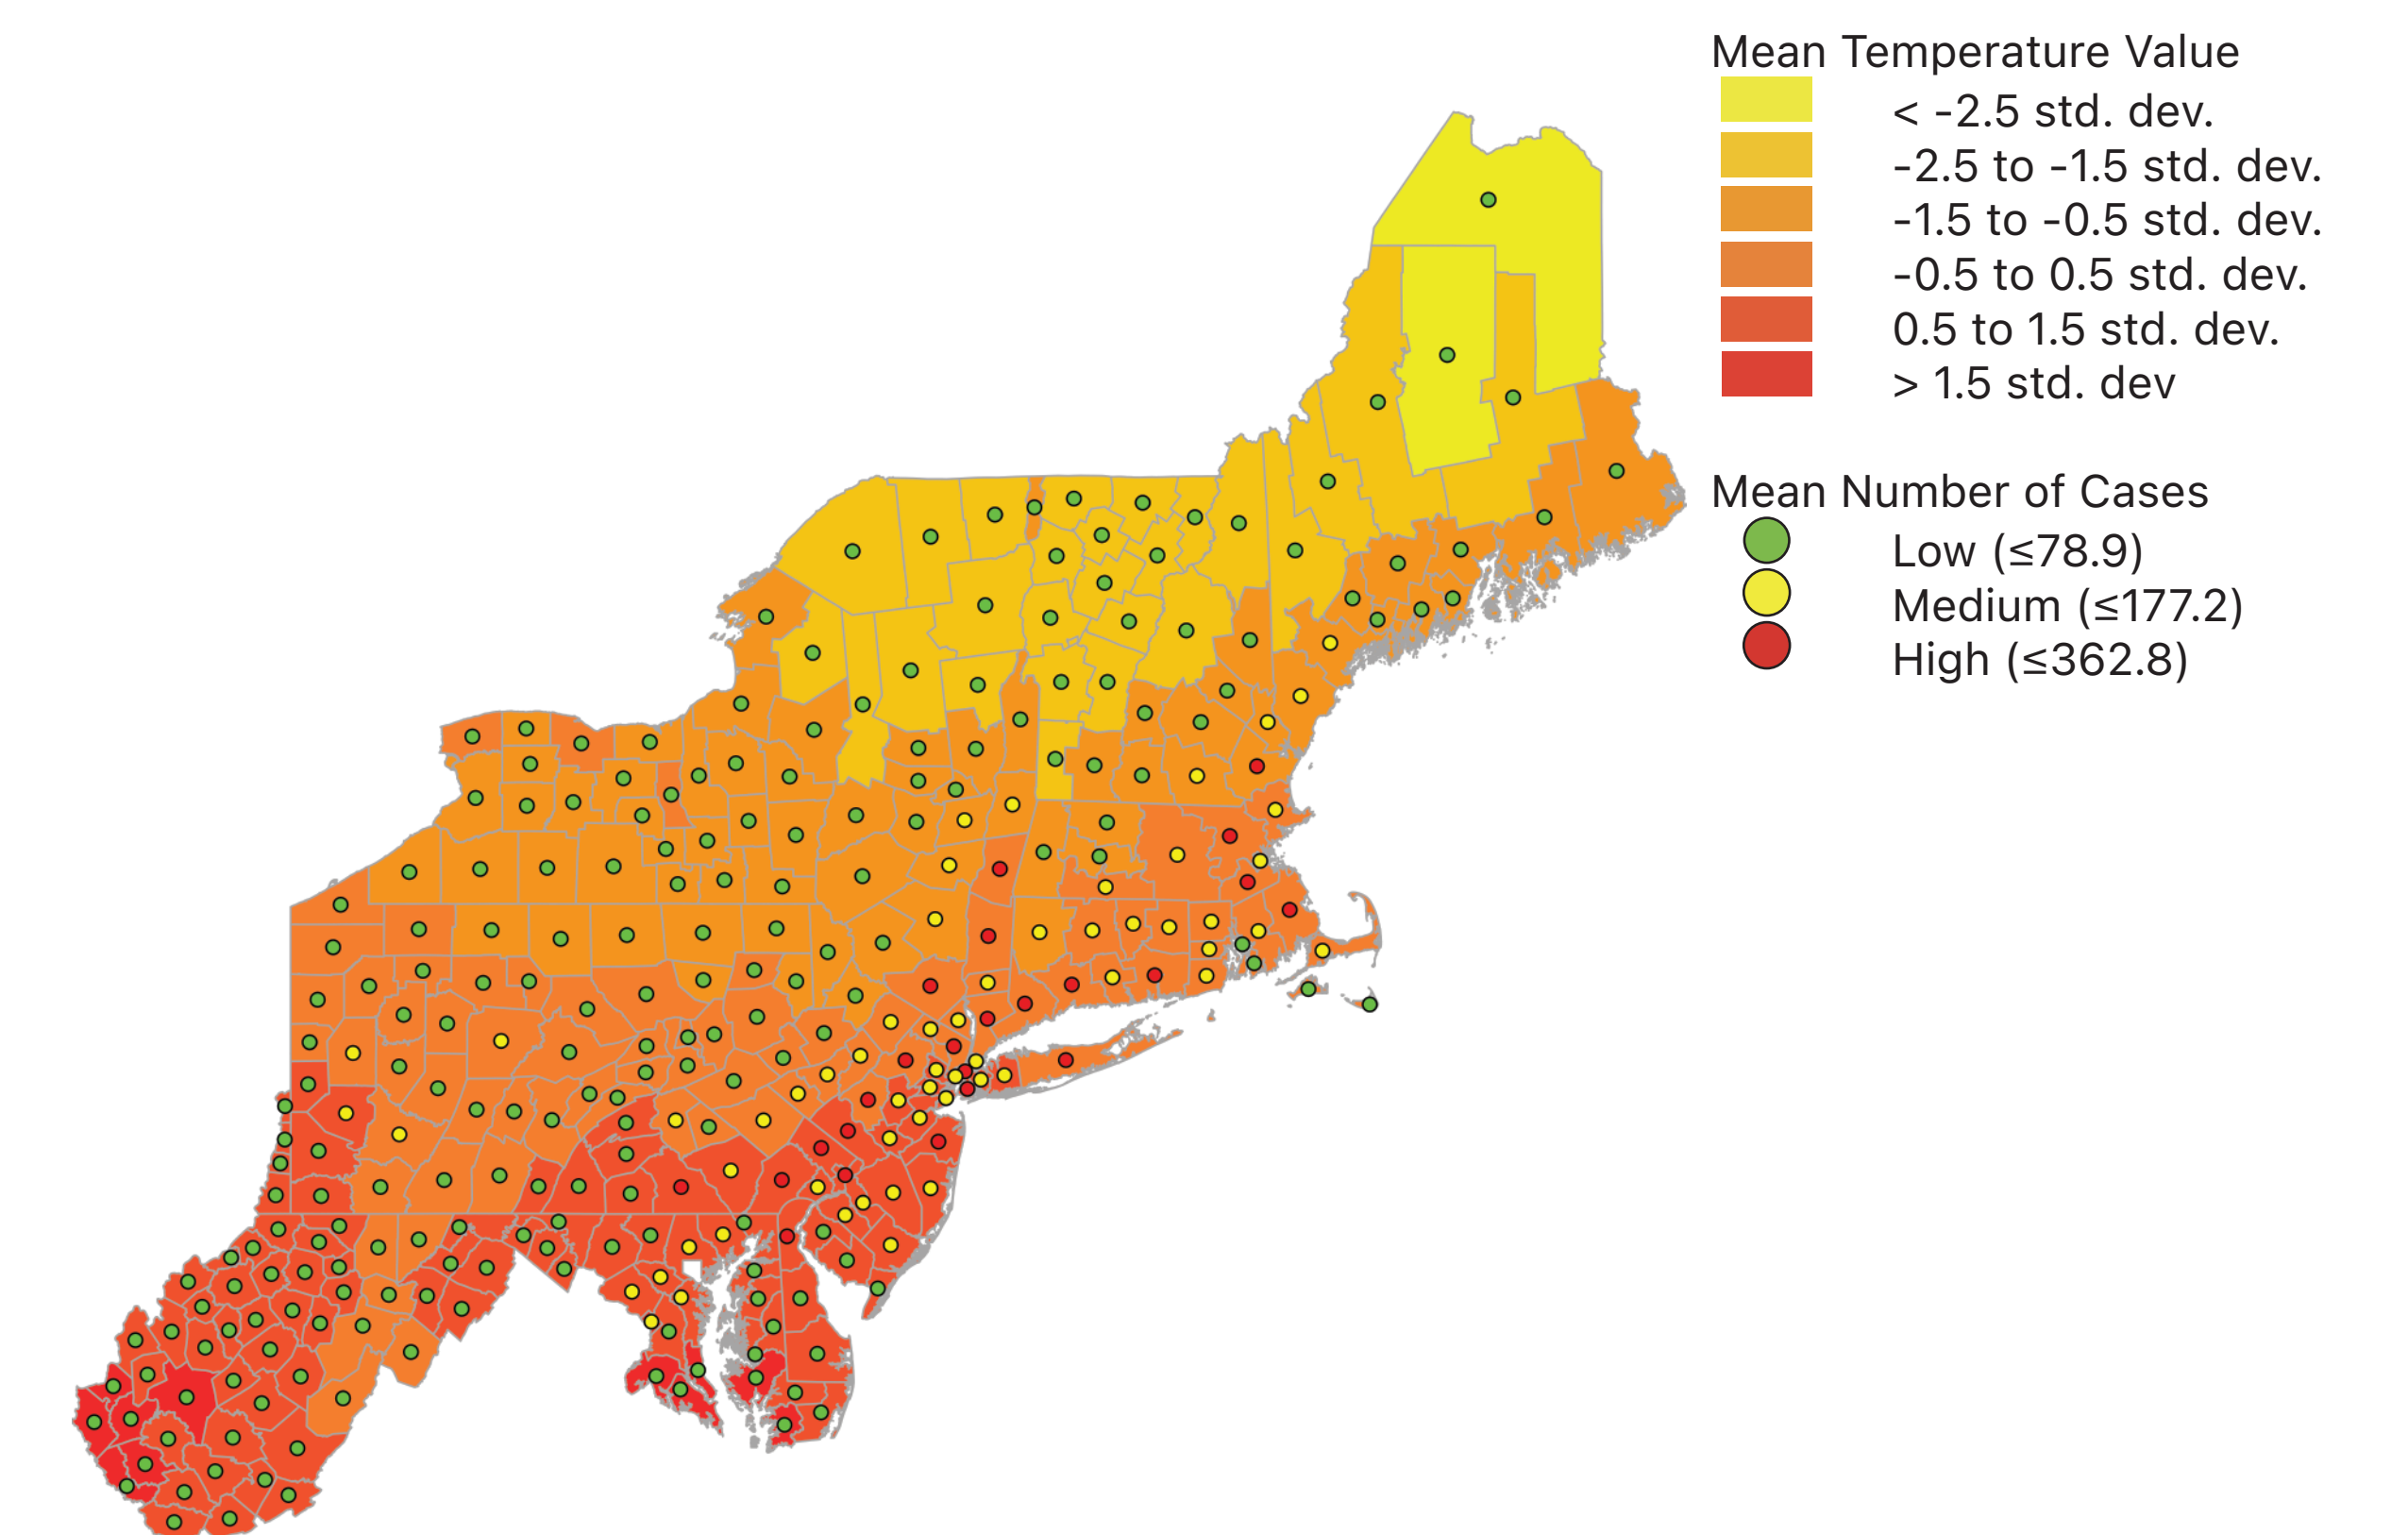 Mean Temperature Value
< -2.5 std. dev.
-2.5 to -1.5 std. dev.
-1.5 to -0.5 std. dev.
-0.5 to 0.5 std. dev.
0.5 to 1.5 std. dev.
> 1.5 std. dev
Mean Number of Cases
Low (≤78.9)
Medium (≤177.2)
High (≤362.8)